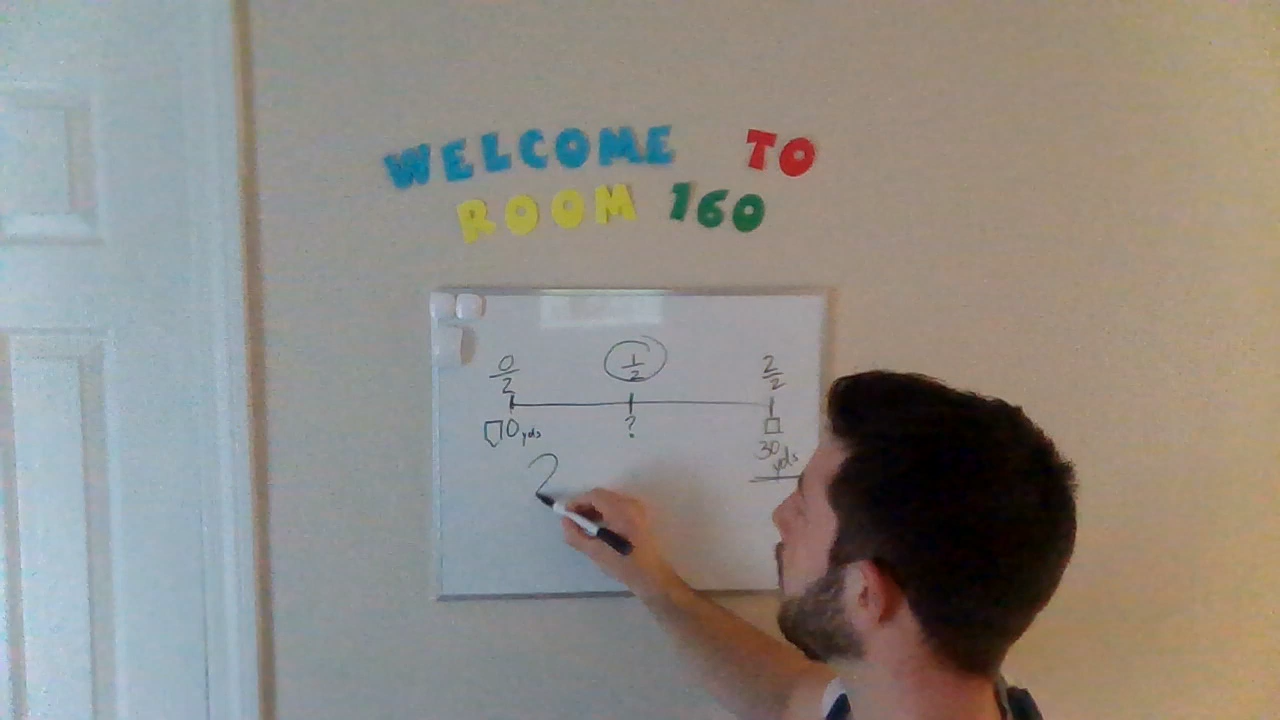 WELCOME TO
ROOM 160
0/2 1/2 2/2
0 yds ? 30 yds
2